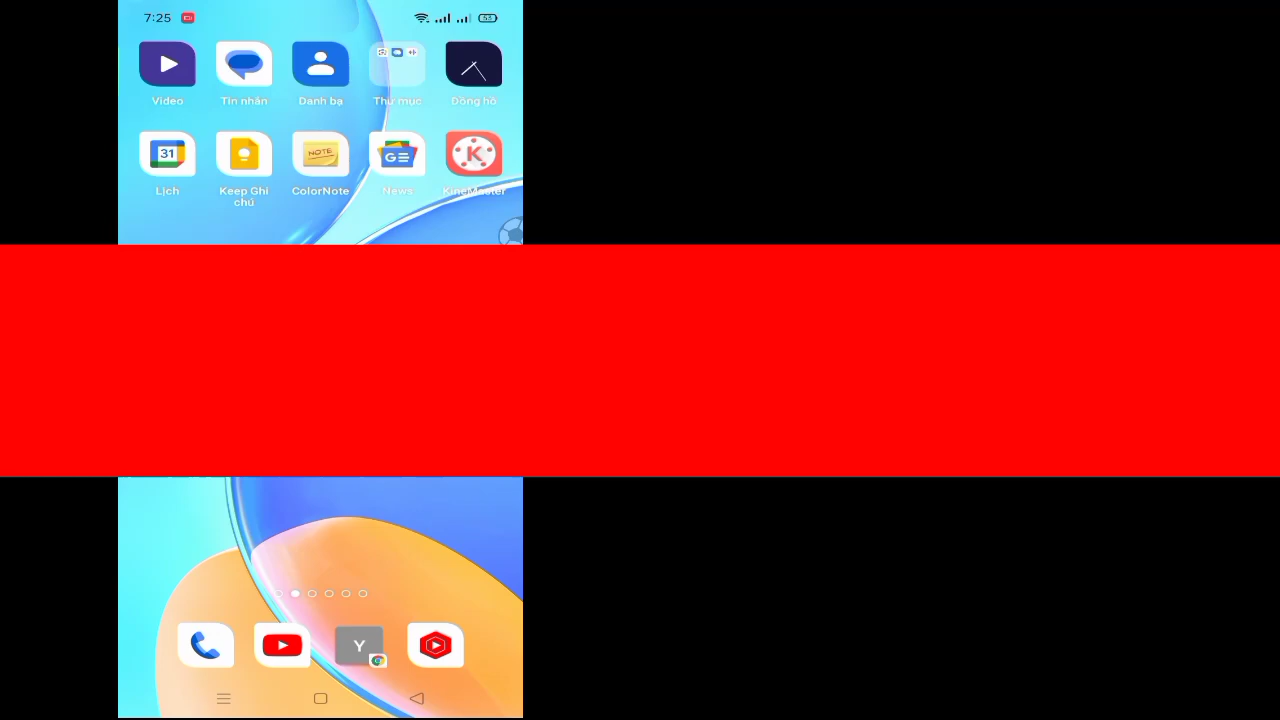 7:25
53
Video
Tin nhắn
Danh bạ
Thư mục
Đồng hồ
31
NOTE
G
K
Lịch
Keep Ghi
chú
ColorNote
News
KineMaster
Y